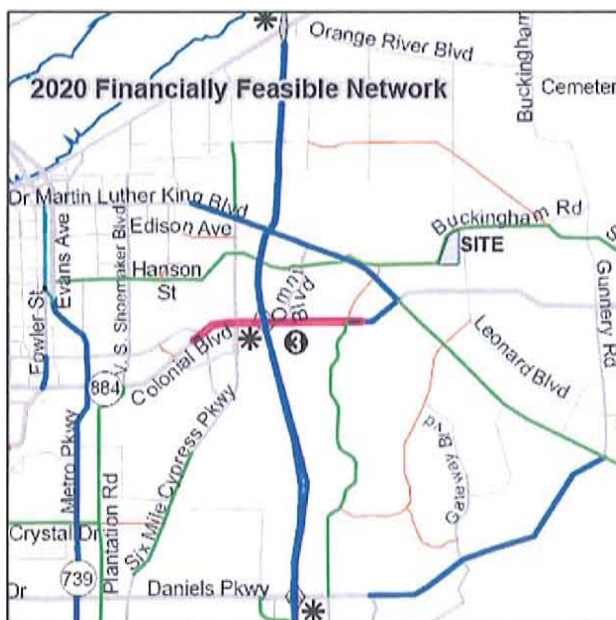 Orange River Blvd
Buckingham
2020 Financially Feasible Network
Cemeter
Dr Martin Luther King Blvd
Edison Ave
Buckingham Rd
S
SITE
Hanson St
Evans Ave
V. S. Shoemaker Blvd
Omni Blvd
Fowler St
Gunnery Rd
Colonial Blvd
3
Leonard Blvd
884
Metro Pkwy
Plantation Rd
Six Mile Cypress Pkwy
Gateway Blvd
Crystal Dr
739
Dr
Daniels Pkwy